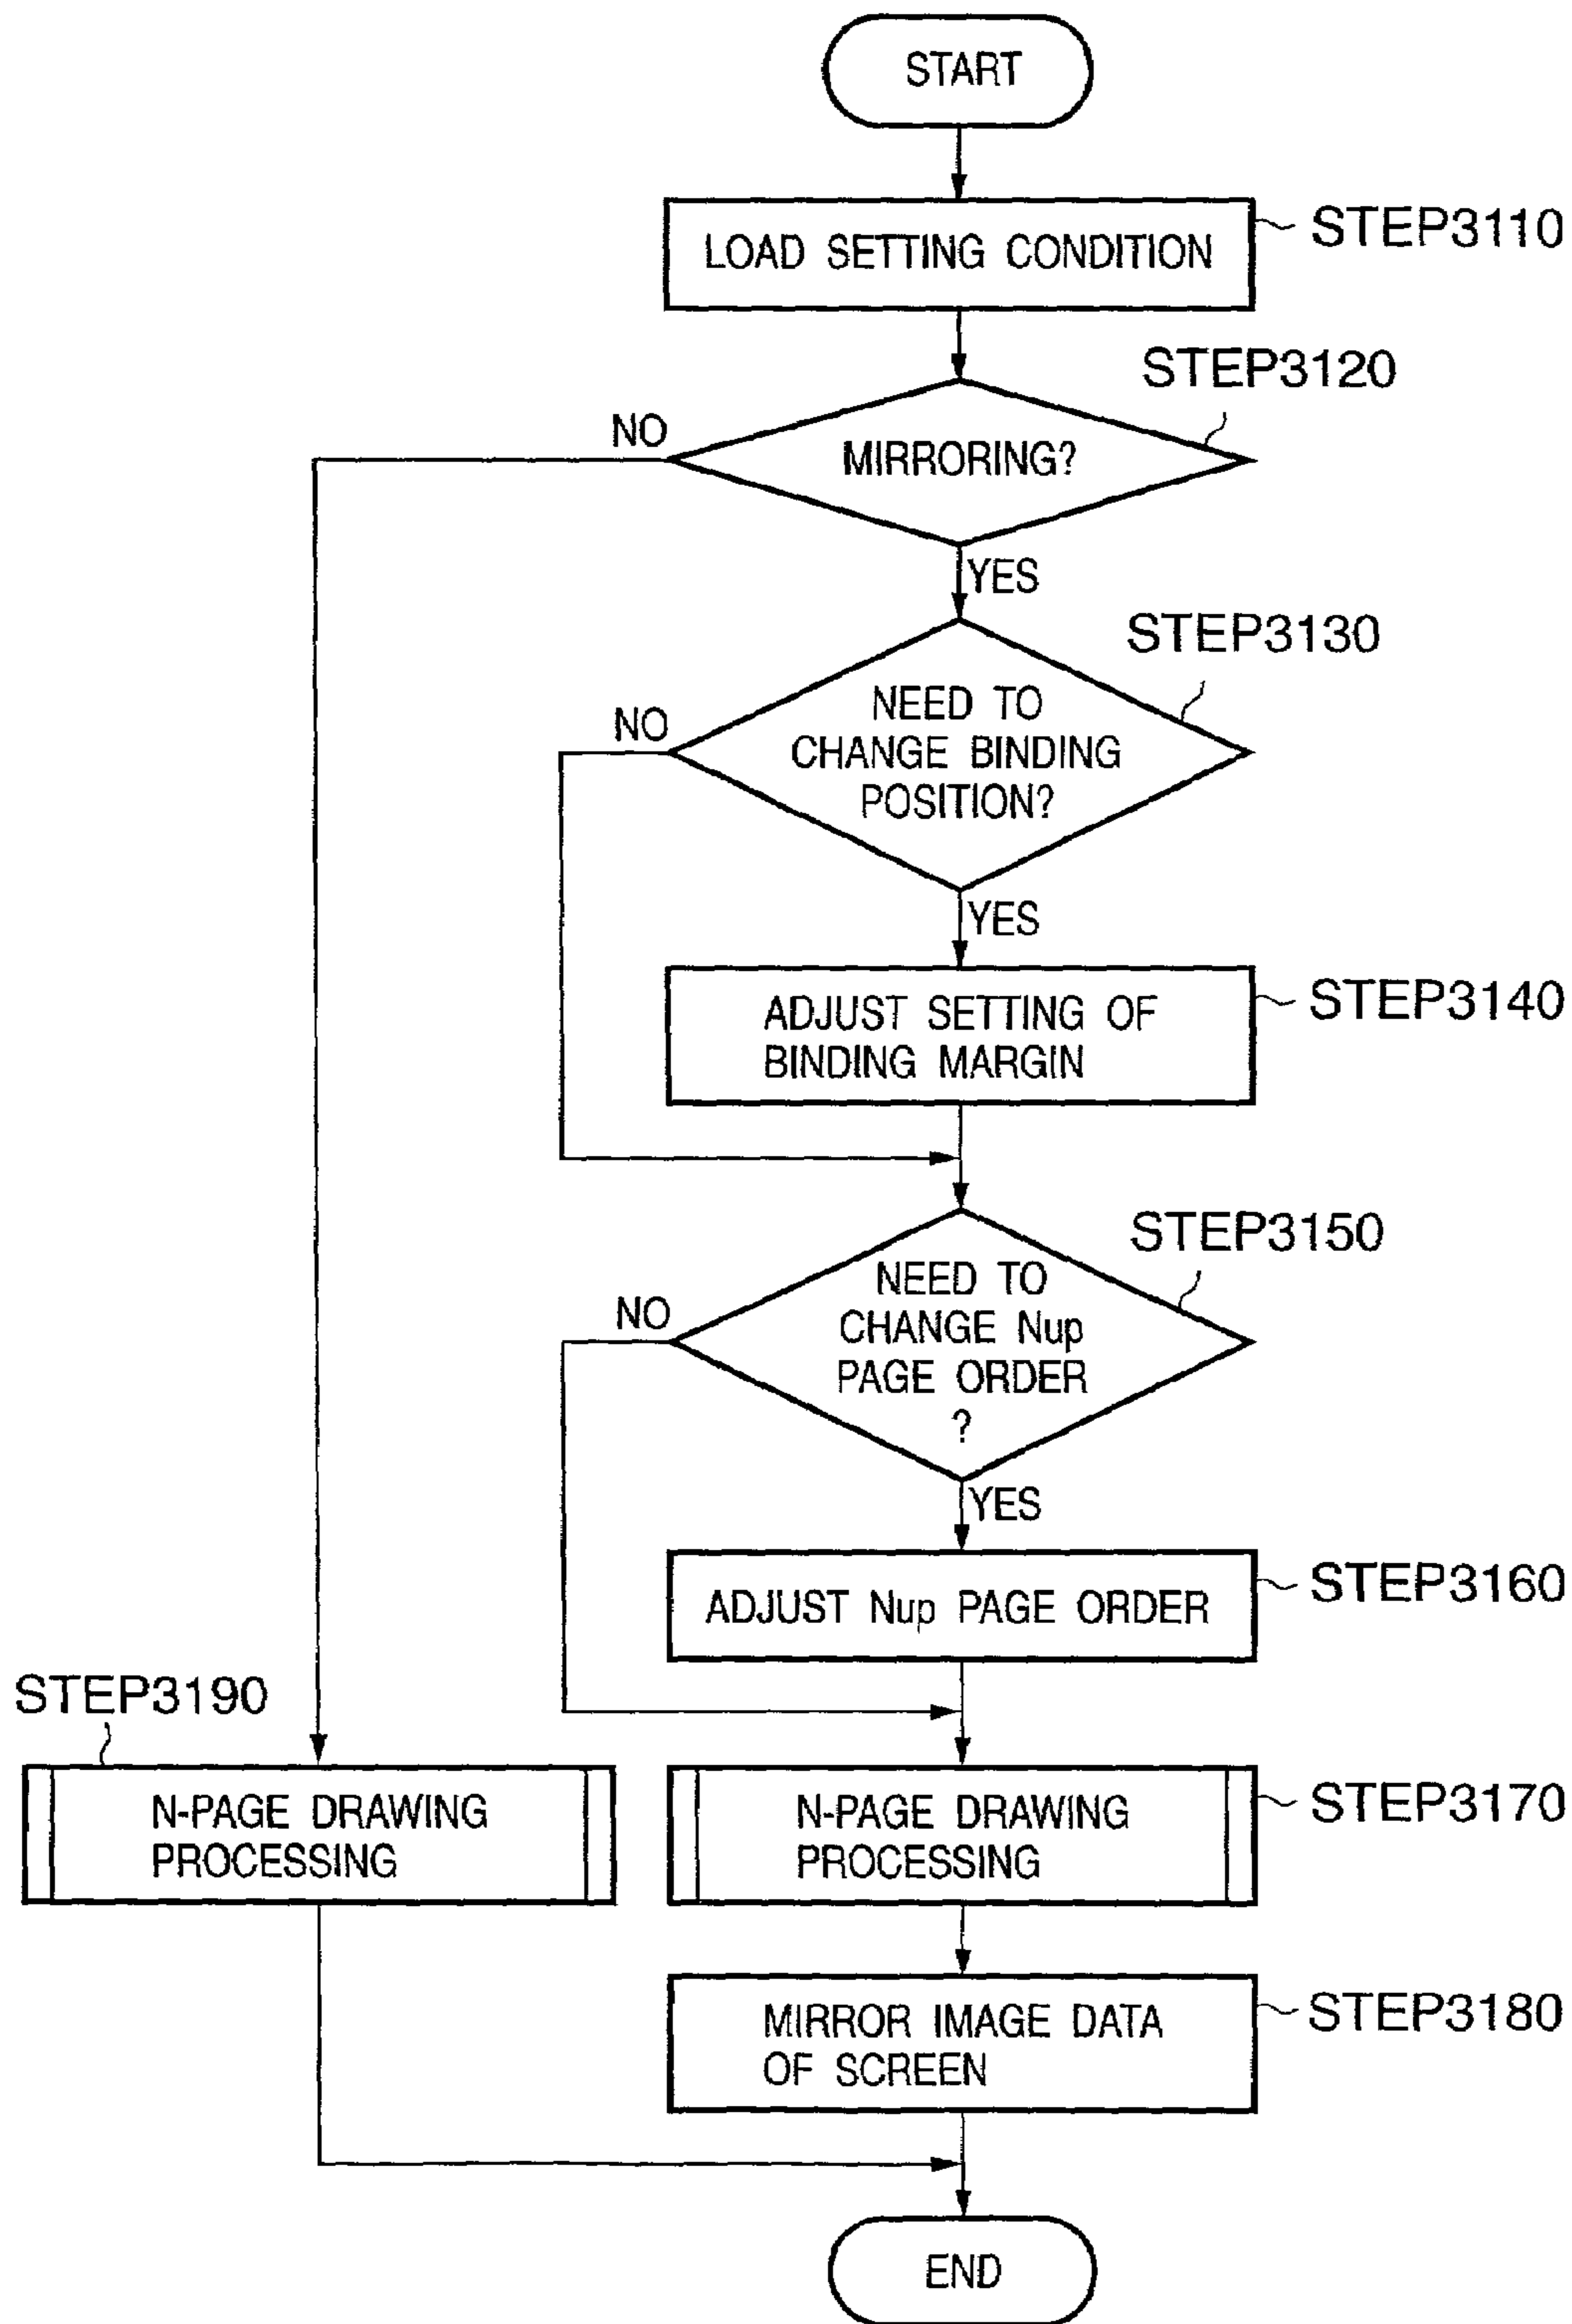 START
LOAD SETTING CONDITION
STEP3110
STEP3120
NO
MIRRORING?
YES
STEP3130
NO
NEED TO
CHANGE BINDING
POSITION?
YES
ADJUST SETTING OF
BINDING MARGIN
STEP3140
STEP3150
NO
NEED TO
CHANGE Nup
PAGE ORDER
?
YES
ADJUST Nup PAGE ORDER
STEP3160
STEP3190
N-PAGE DRAWING
PROCESSING
N-PAGE DRAWING
PROCESSING
STEP3170
MIRROR IMAGE DATA
OF SCREEN
STEP3180
END